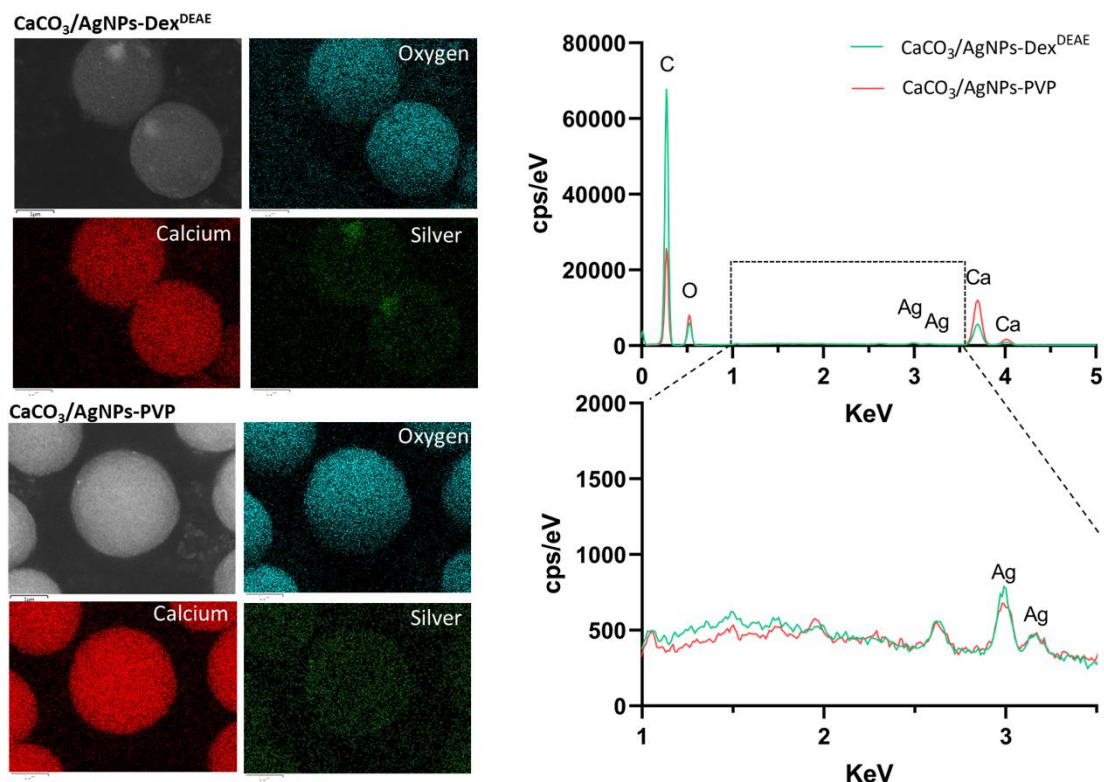 CaCO₃/AgNPs-Dexᴰᴱᴬᴱ
Oxygen
1μm
Calcium
Silver
CaCO₃/AgNPs-PVP
Oxygen
1μm
Calcium
Silver
80000
60000
40000
20000
0
cps/eV
C
O
Ag
Ag
Ca
Ca
CaCO₃/AgNPs-Dexᴰᴱᴬᴱ
CaCO₃/AgNPs-PVP
0 1 2 3 4 5
KeV
2000
1500
1000
500
0
cps/eV
Ag
Ag
1 2 3
KeV